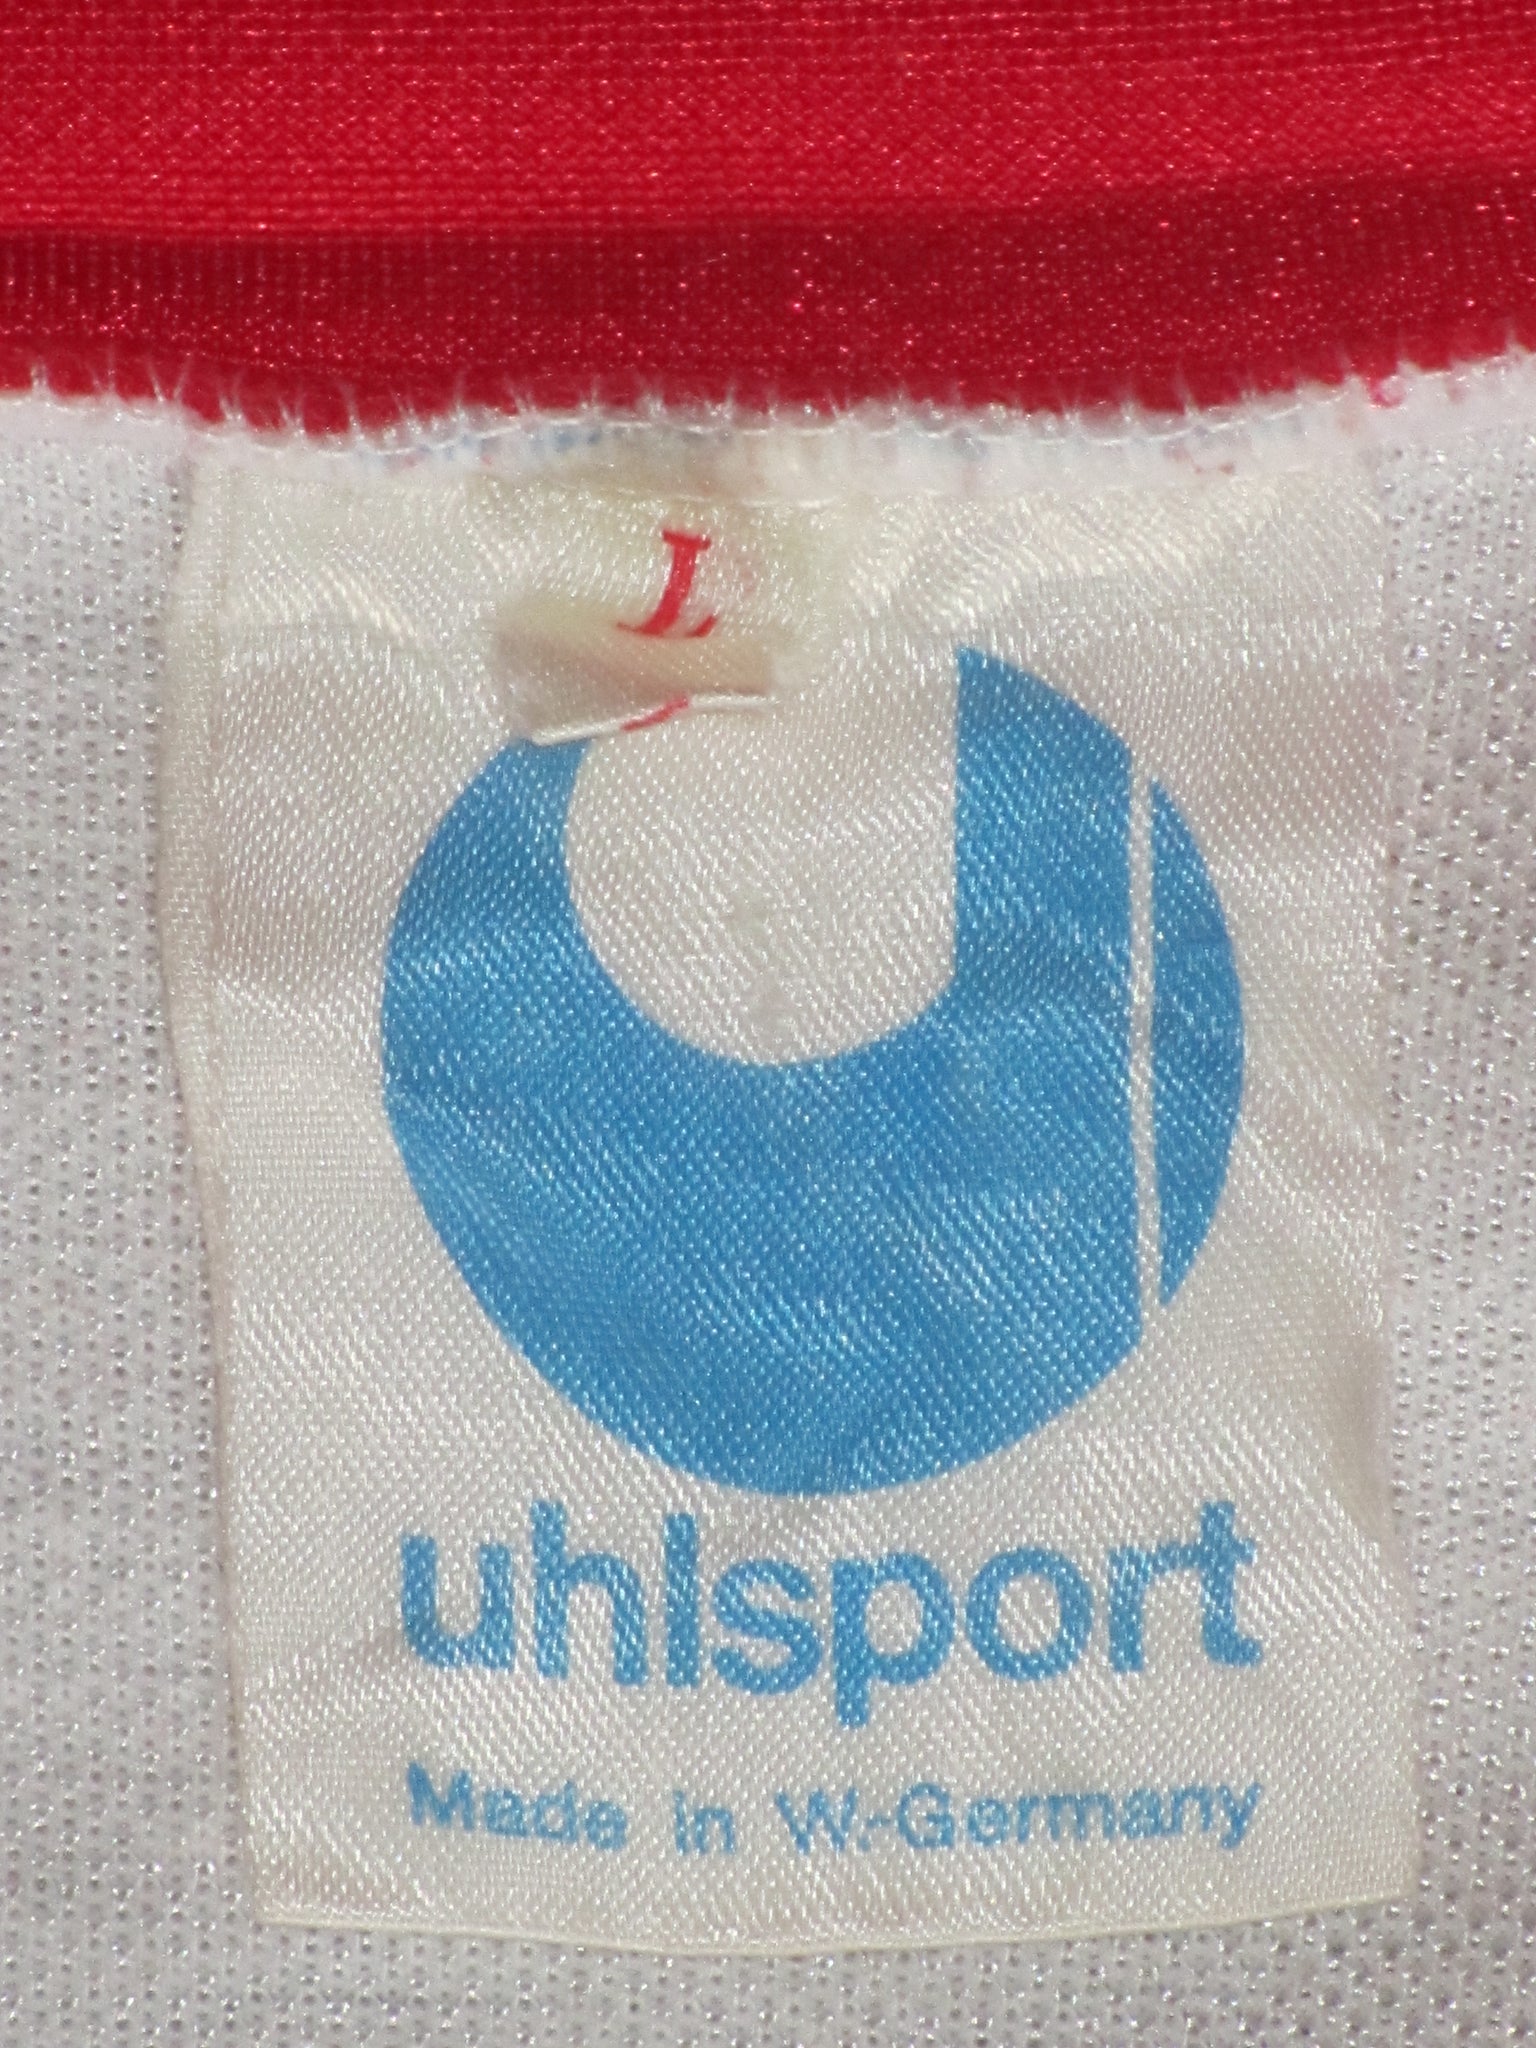 L
uhlsport
Made in W.-Germany